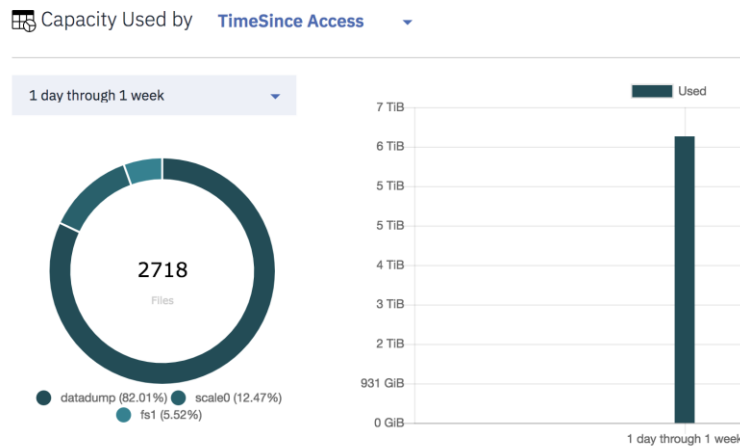 Capacity Used by TimeSince Access
1 day through 1 week
2718
Files
datadump (82.01%) scale0 (12.47%)
fs1 (5.52%)
Used
7 TiB
6 TiB
5 TiB
5 TiB
4 TiB
3 TiB
2 TiB
931 GiB
0 GiB
1 day through 1 week